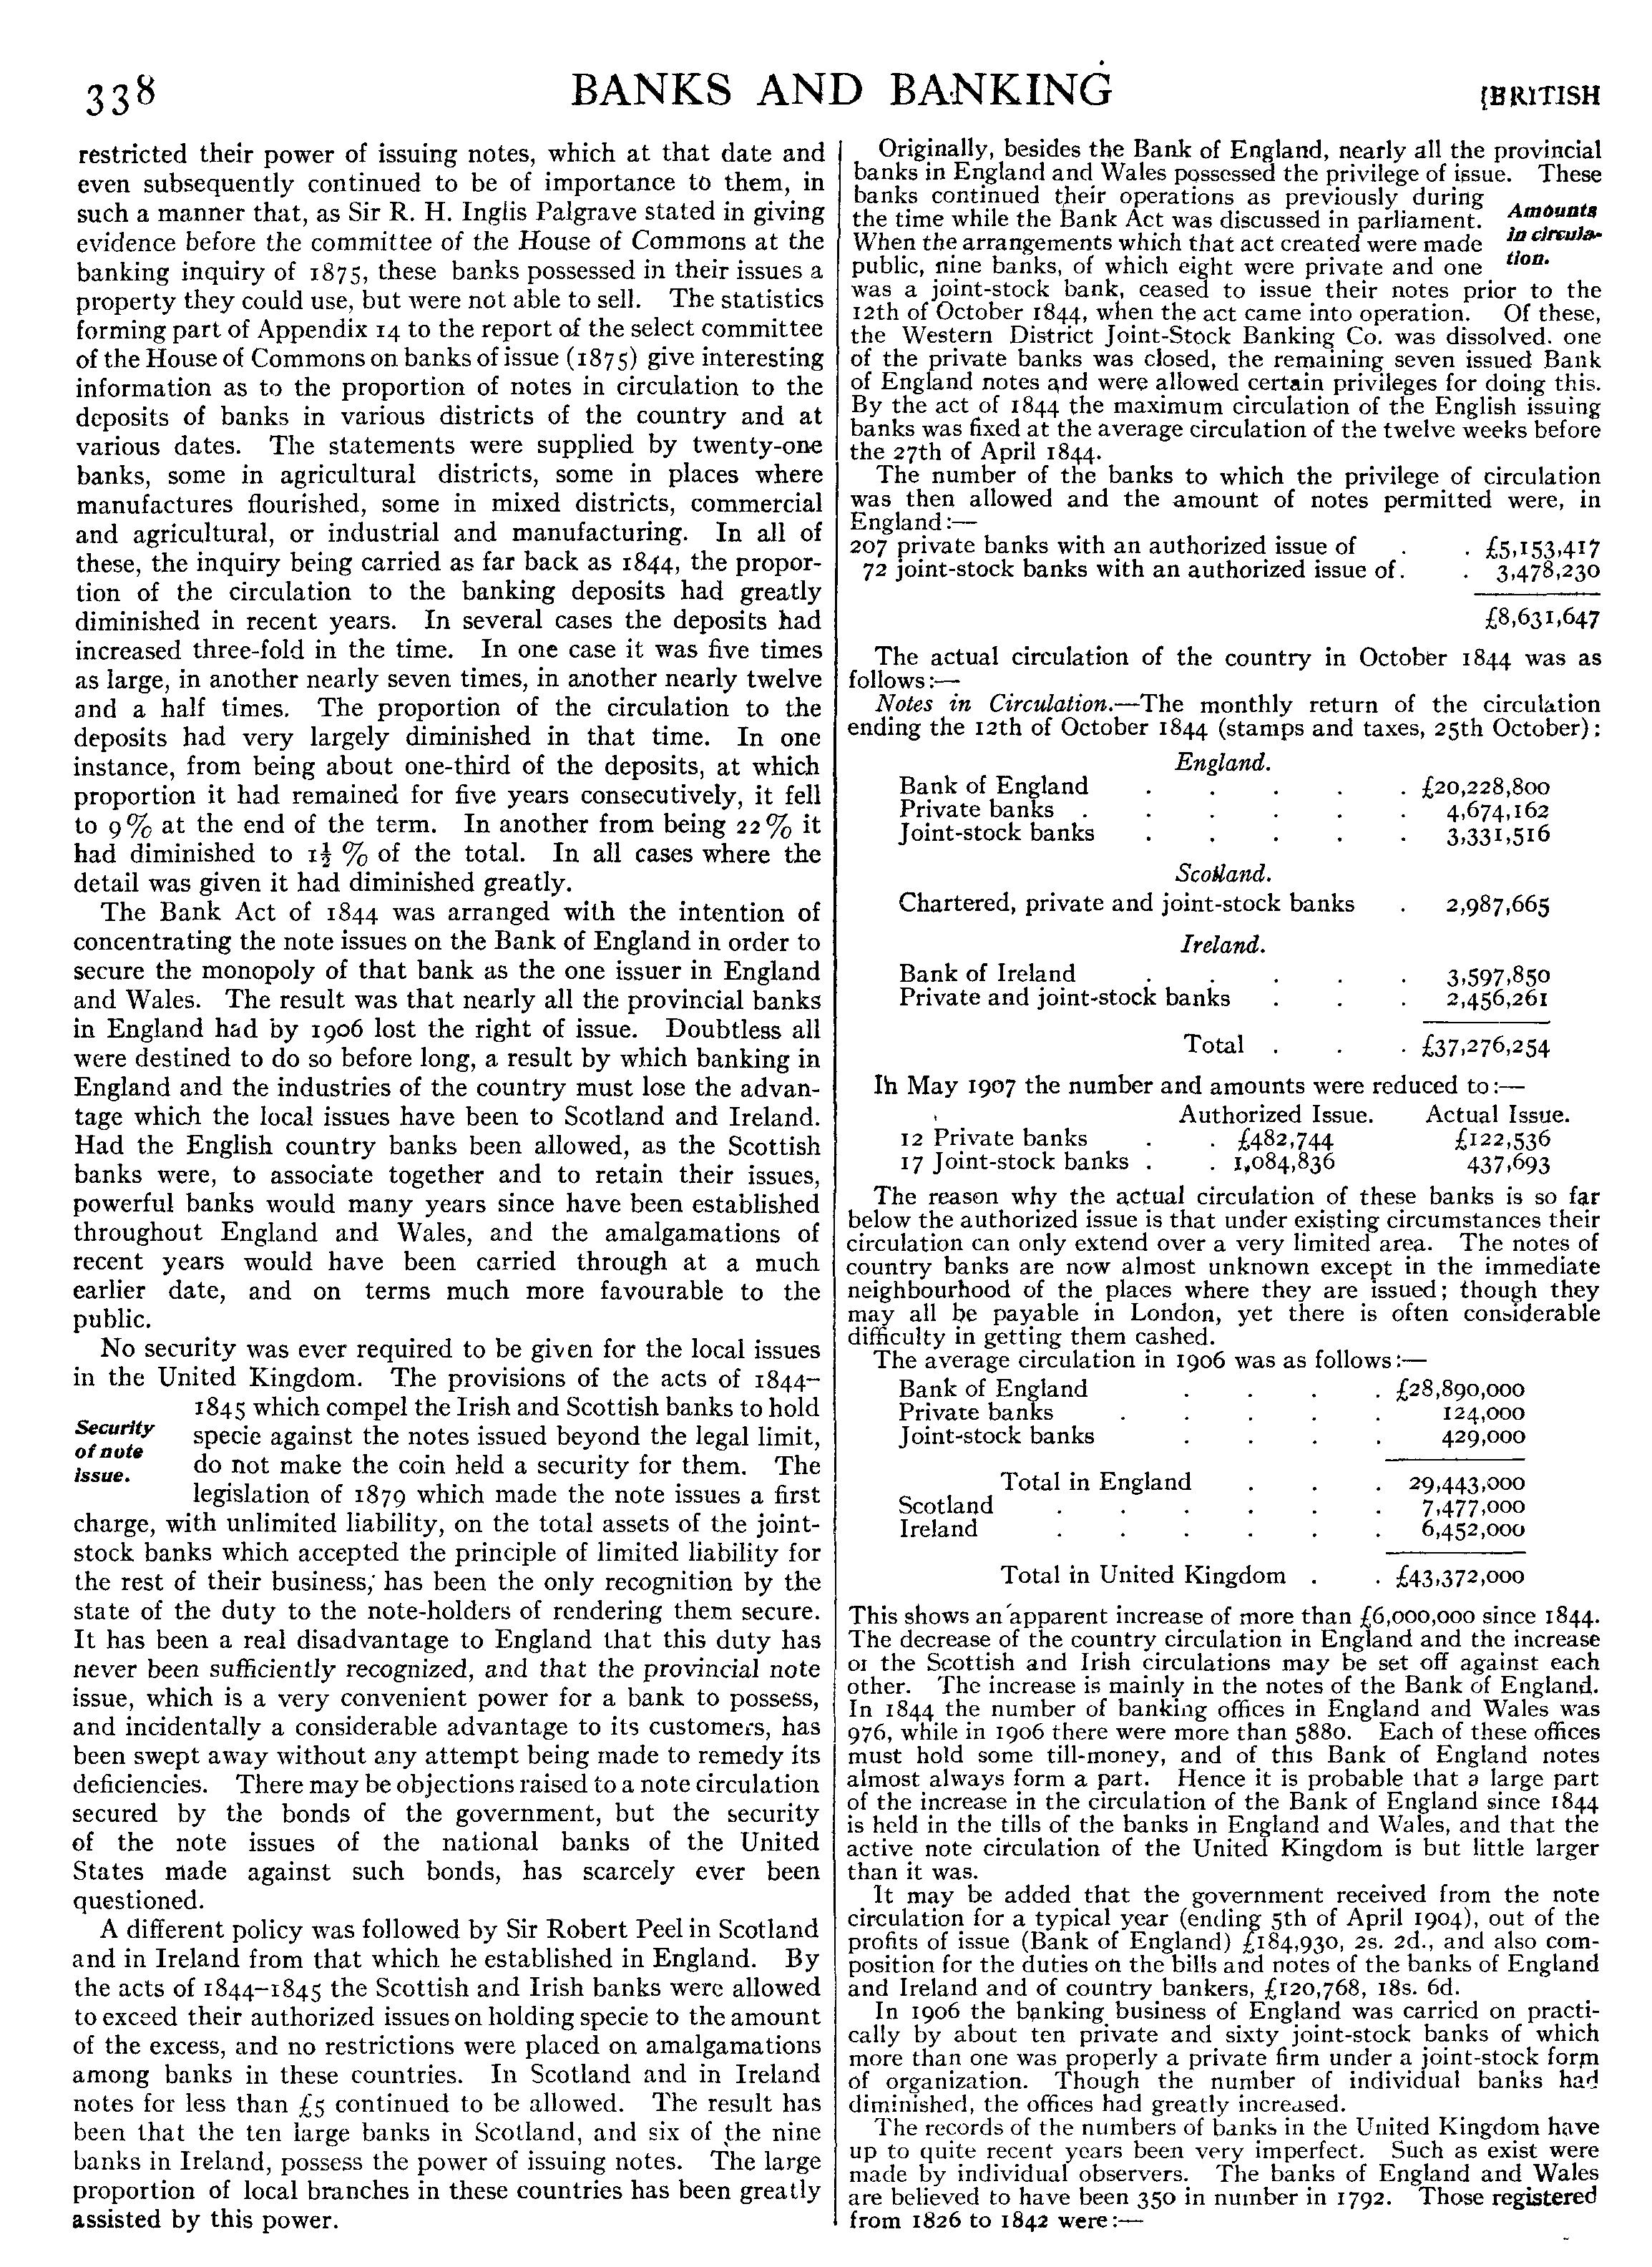 338
BANKS AND BANKING
[BRITISH
restricted their power of issuing notes, which at that date and
even subsequently continued to be of importance to them, in
such a manner that, as Sir R. H. Inglis Palgrave stated in giving
evidence before the committee of the House of Commons at the
banking inquiry of 1875, these banks possessed in their issues a
property they could use, but were not able to sell. The statistics
forming part of Appendix 14 to the report of the select committee
of the House of Commons on banks of issue (1875) give interesting
information as to the proportion of notes in circulation to the
deposits of banks in various districts of the country and at
various dates. The statements were supplied by twenty-one
banks, some in agricultural districts, some in places where
manufactures flourished, some in mixed districts, commercial
and agricultural, or industrial and manufacturing. In all of
these, the inquiry being carried as far back as 1844, the propor-
tion of the circulation to the banking deposits had greatly
diminished in recent years. In several cases the deposits had
increased three-fold in the time. In one case it was five times
as large, in another nearly seven times, in another nearly twelve
and a half times. The proportion of the circulation to the
deposits had very largely diminished in that time. In one
instance, from being about one-third of the deposits, at which
proportion it had remained for five years consecutively, it fell
to 9% at the end of the term. In another from being 22% it
had diminished to 1½ % of the total. In all cases where the
detail was given it had diminished greatly.
The Bank Act of 1844 was arranged with the intention of
concentrating the note issues on the Bank of England in order to
secure the monopoly of that bank as the one issuer in England
and Wales. The result was that nearly all the provincial banks
in England had by 1906 lost the right of issue. Doubtless all
were destined to do so before long, a result by which banking in
England and the industries of the country must lose the advan-
tage which the local issues have been to Scotland and Ireland.
Had the English country banks been allowed, as the Scottish
banks were, to associate together and to retain their issues,
powerful banks would many years since have been established
throughout England and Wales, and the amalgamations of
recent years would have been carried through at a much
earlier date, and on terms much more favourable to the
public.
No security was ever required to be given for the local issues
in the United Kingdom. The provisions of the acts of 1844–
Security
of note
issue.
1845 which compel the Irish and Scottish banks to hold
specie against the notes issued beyond the legal limit,
do not make the coin held a security for them. The
legislation of 1879 which made the note issues a first
charge, with unlimited liability, on the total assets of the joint-
stock banks which accepted the principle of limited liability for
the rest of their business, has been the only recognition by the
state of the duty to the note-holders of rendering them secure.
It has been a real disadvantage to England that this duty has
never been sufficiently recognized, and that the provincial note
issue, which is a very convenient power for a bank to possess,
and incidentally a considerable advantage to its customers, has
been swept away without any attempt being made to remedy its
deficiencies. There may be objections raised to a note circulation
secured by the bonds of the government, but the security
of the note issues of the national banks of the United
States made against such bonds, has scarcely ever been
questioned.
A different policy was followed by Sir Robert Peel in Scotland
and in Ireland from that which he established in England. By
the acts of 1844–1845 the Scottish and Irish banks were allowed
to exceed their authorized issues on holding specie to the amount
of the excess, and no restrictions were placed on amalgamations
among banks in these countries. In Scotland and in Ireland
notes for less than £5 continued to be allowed. The result has
been that the ten large banks in Scotland, and six of the nine
banks in Ireland, possess the power of issuing notes. The large
proportion of local branches in these countries has been greatly
assisted by this power.
Originally, besides the Bank of England, nearly all the provincial
banks in England and Wales possessed the privilege of issue. These
banks continued their operations as previously during
the time while the Bank Act was discussed in parliament.
When the arrangements which that act created were made
public, nine banks, of which eight were private and one
Amounts
in circula-
tion.
was a joint-stock bank, ceased to issue their notes prior to the
12th of October 1844, when the act came into operation. Of these,
the Western District Joint-Stock Banking Co. was dissolved. one
of the private banks was closed, the remaining seven issued Bank
of England notes and were allowed certain privileges for doing this.
By the act of 1844 the maximum circulation of the English issuing
banks was fixed at the average circulation of the twelve weeks before
the 27th of April 1844.
The number of the banks to which the privilege of circulation
was then allowed and the amount of notes permitted were, in
England:—
207 private banks with an authorized issue of . . £5,153,417
72 joint-stock banks with an authorized issue of. . 3,478,230
£8,631,647
The actual circulation of the country in October 1844 was as
follows:—
Notes in Circulation.—The monthly return of the circulation
ending the 12th of October 1844 (stamps and taxes, 25th October):
England.
Bank of England . . . . . £20,228,800
Private banks . . . . . . 4,674,162
Joint-stock banks . . . . . 3,331,516
Scotland.
Chartered, private and joint-stock banks . 2,987,665
Ireland.
Bank of Ireland . . . . . 3,597,850
Private and joint-stock banks . . . 2,456,261
Total . . . £37,276,254
In May 1907 the number and amounts were reduced to:—
Authorized Issue. Actual Issue.
12 Private banks . . £482,744 £122,536
17 Joint-stock banks . . 1,084,836 437,693
The reason why the actual circulation of these banks is so far
below the authorized issue is that under existing circumstances their
circulation can only extend over a very limited area. The notes of
country banks are now almost unknown except in the immediate
neighbourhood of the places where they are issued; though they
may all be payable in London, yet there is often considerable
difficulty in getting them cashed.
The average circulation in 1906 was as follows:—
Bank of England . . . . £28,890,000
Private banks . . . . . 124,000
Joint-stock banks . . . . 429,000
Total in England . . . 29,443,000
Scotland . . . . . . 7,477,000
Ireland . . . . . . 6,452,000
Total in United Kingdom . . £43,372,000
This shows an apparent increase of more than £6,000,000 since 1844.
The decrease of the country circulation in England and the increase
of the Scottish and Irish circulations may be set off against each
other. The increase is mainly in the notes of the Bank of England.
In 1844 the number of banking offices in England and Wales was
976, while in 1906 there were more than 5880. Each of these offices
must hold some till-money, and of this Bank of England notes
almost always form a part. Hence it is probable that a large part
of the increase in the circulation of the Bank of England since 1844
is held in the tills of the banks in England and Wales, and that the
active note circulation of the United Kingdom is but little larger
than it was.
It may be added that the government received from the note
circulation for a typical year (ending 5th of April 1904), out of the
profits of issue (Bank of England) £184,930, 2s. 2d., and also com-
position for the duties on the bills and notes of the banks of England
and Ireland and of country bankers, £120,768, 18s. 6d.
In 1906 the banking business of England was carried on practi-
cally by about ten private and sixty joint-stock banks of which
more than one was properly a private firm under a joint-stock form
of organization. Though the number of individual banks had
diminished, the offices had greatly increased.
The records of the numbers of banks in the United Kingdom have
up to quite recent years been very imperfect. Such as exist were
made by individual observers. The banks of England and Wales
are believed to have been 350 in number in 1792. Those registered
from 1826 to 1842 were:—